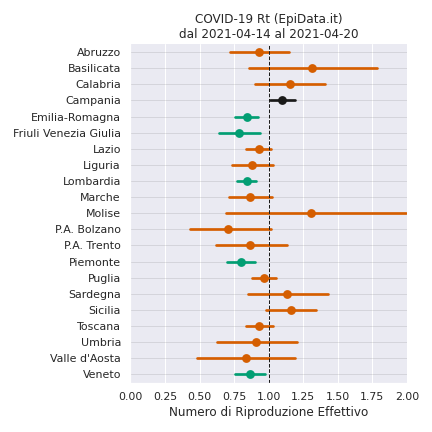 COVID-19 Rt (EpiData.it)
dal 2021-04-14 al 2021-04-20
Abruzzo
Basilicata
Calabria
Campania
Emilia-Romagna
Friuli Venezia Giulia
Lazio
Liguria
Lombardia
Marche
Molise
P.A. Bolzano
P.A. Trento
Piemonte
Puglia
Sardegna
Sicilia
Toscana
Umbria
Valle d'Aosta
Veneto
0.00 0.25 0.50 0.75 1.00 1.25 1.50 1.75 2.00
Numero di Riproduzione Effettivo